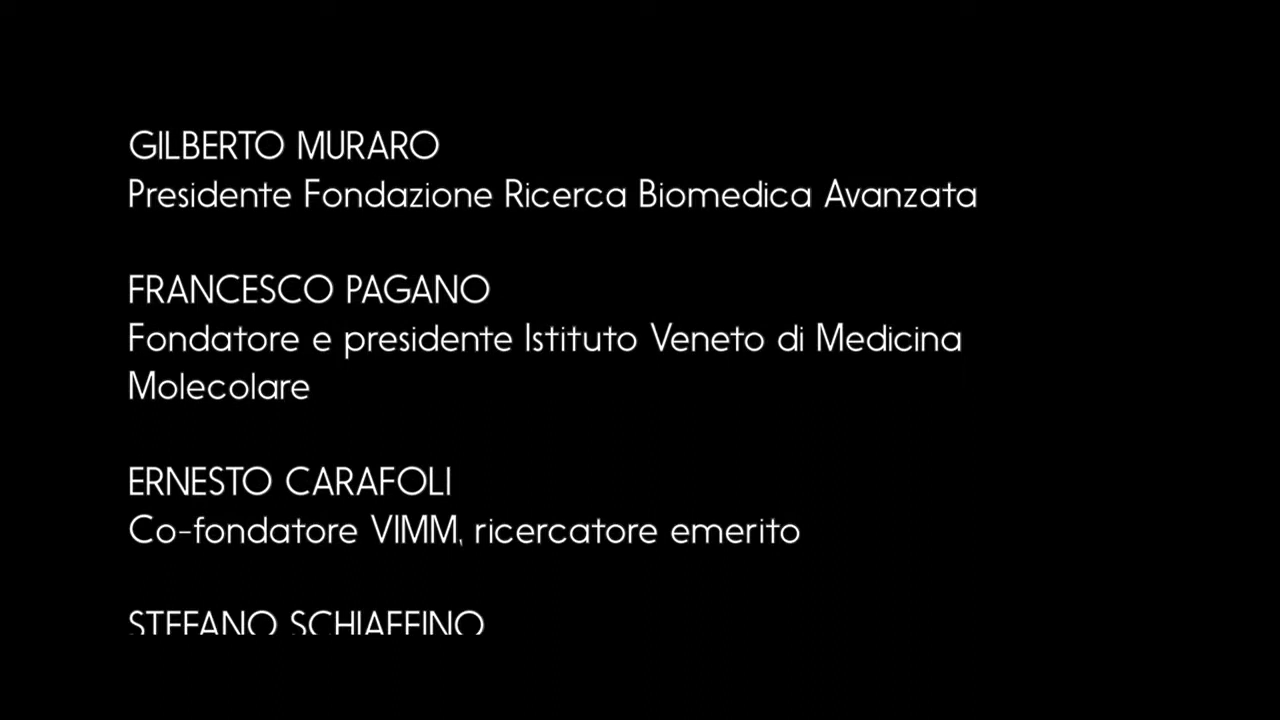 GILBERTO MURARO
Presidente Fondazione Ricerca Biomedica Avanzata
FRANCESCO PAGANO
Fondatore e presidente Istituto Veneto di Medicina
Molecolare
ERNESTO CARAFOLI
Co-fondatore VIMM, ricercatore emerito
STEFANO SCHIAFFINO